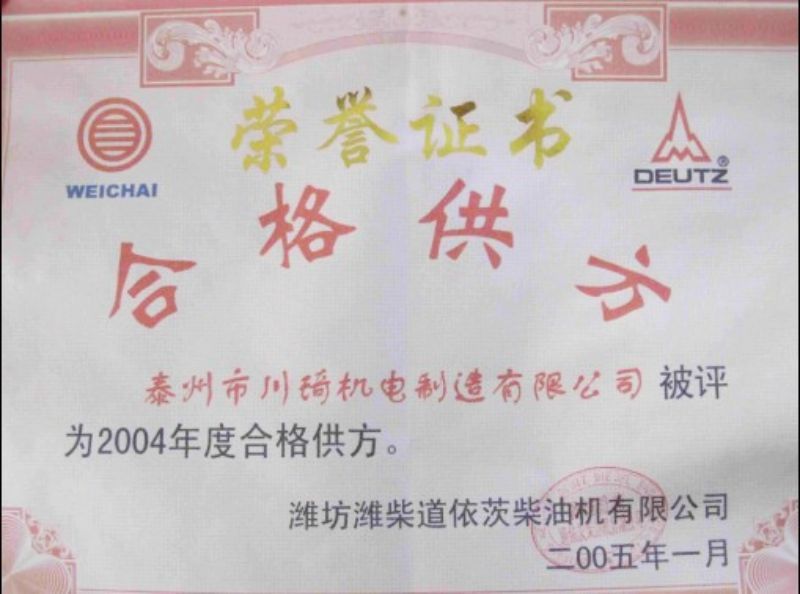 荣誉证书
WEICHAI
DEUTZ®
合格供方
泰州市川琦机电制造有限公司 被评
为2004年度合格供方。
潍坊潍柴道依茨柴油机有限公司
二00五年一月